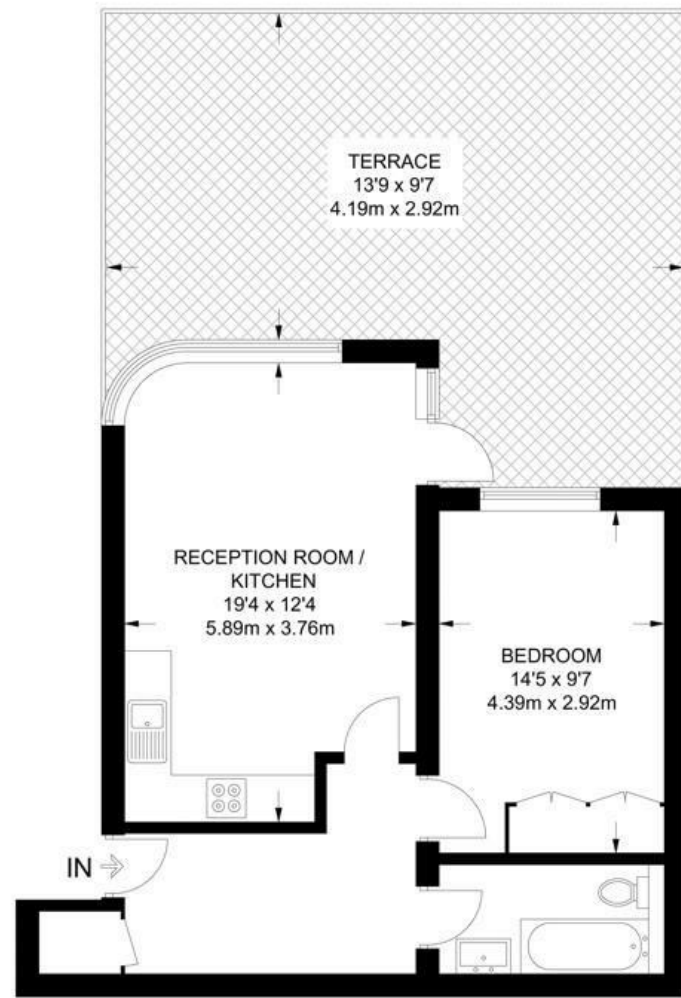 TERRACE
13'9 x 9'7
4.19m x 2.92m
RECEPTION ROOM /
KITCHEN
19'4 x 12'4
5.89m x 3.76m
BEDROOM
14'5 x 9'7
4.39m x 2.92m
IN